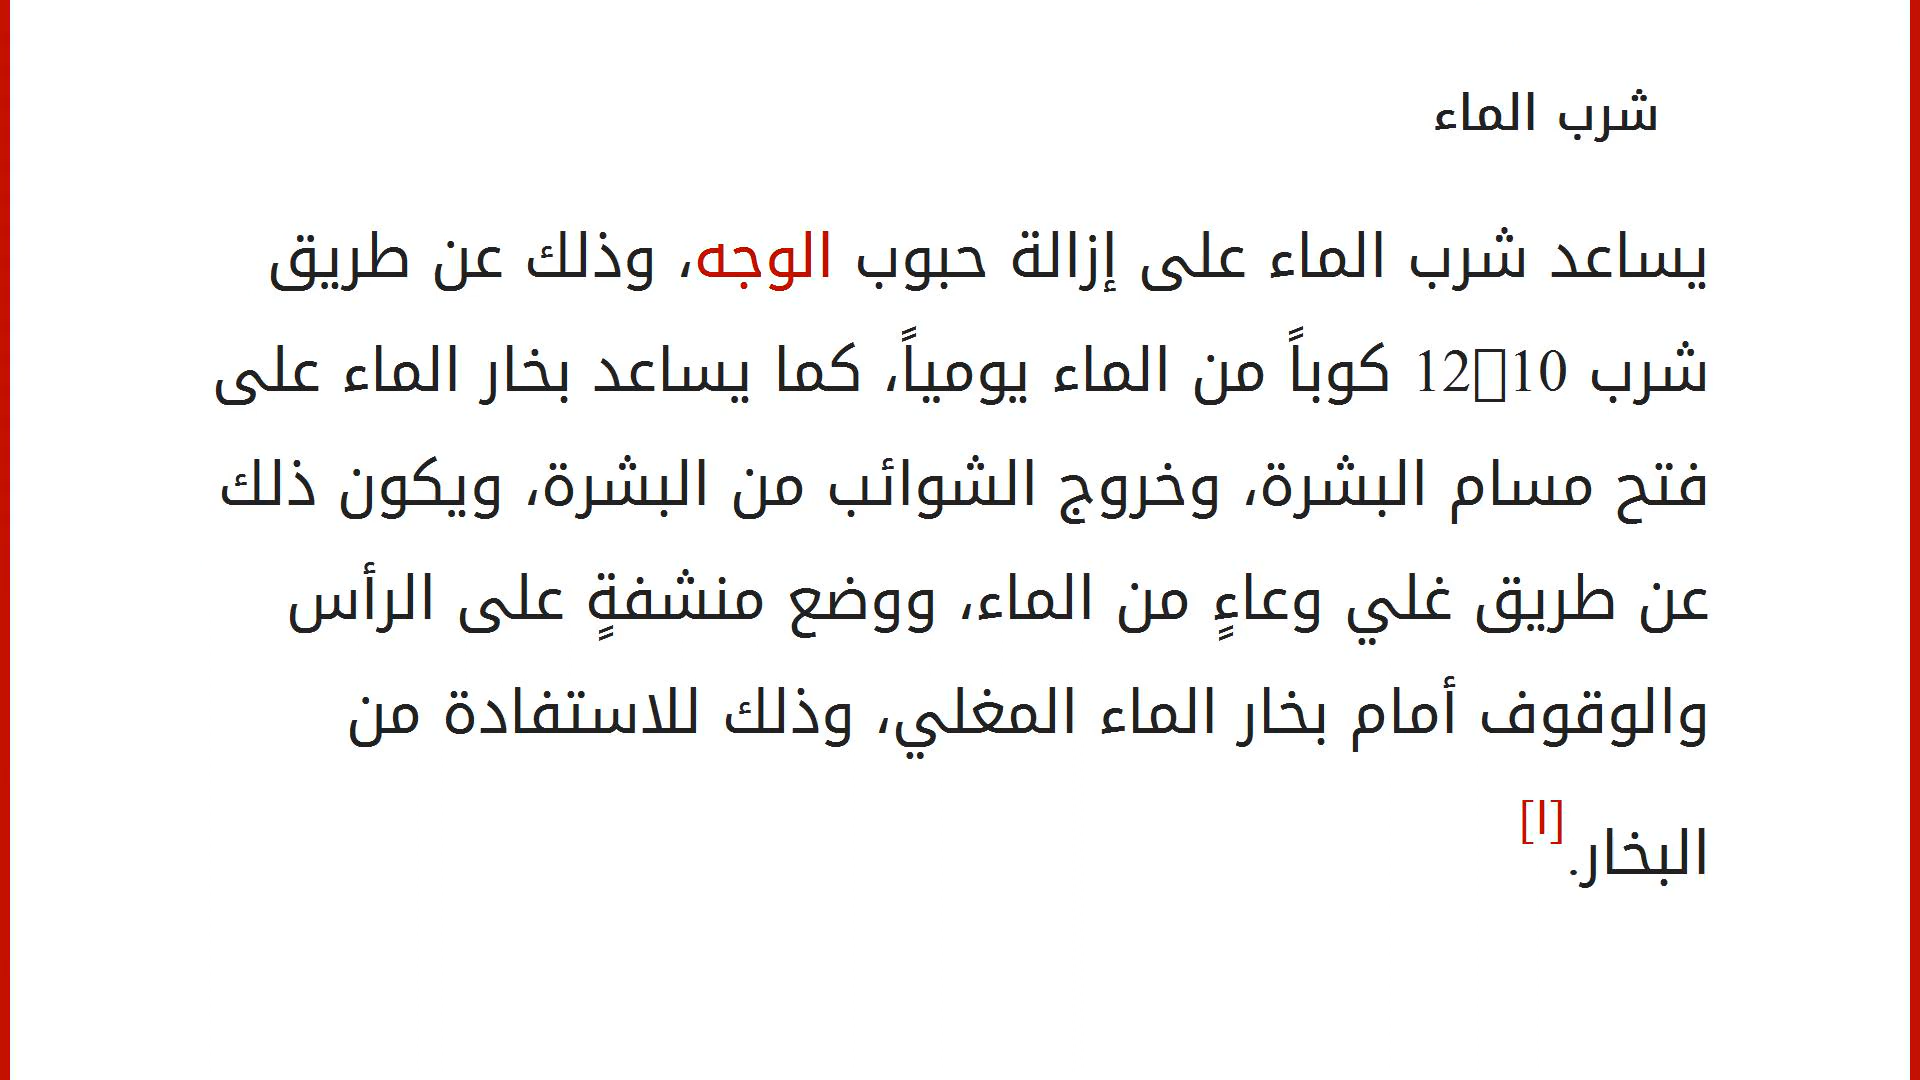 شرب الماء
يساعد شرب الماء على إزالة حبوب الوجه، وذلك عن طريق
شرب 10▯12 كوباً من الماء يومياً، كما يساعد بخار الماء على
فتح مسام البشرة، وخروج الشوائب من البشرة، ويكون ذلك
عن طريق غلي وعاءٍ من الماء، ووضع منشفةٍ على الرأس
والوقوف أمام بخار الماء المغلي، وذلك للاستفادة من
البخار.[ا]